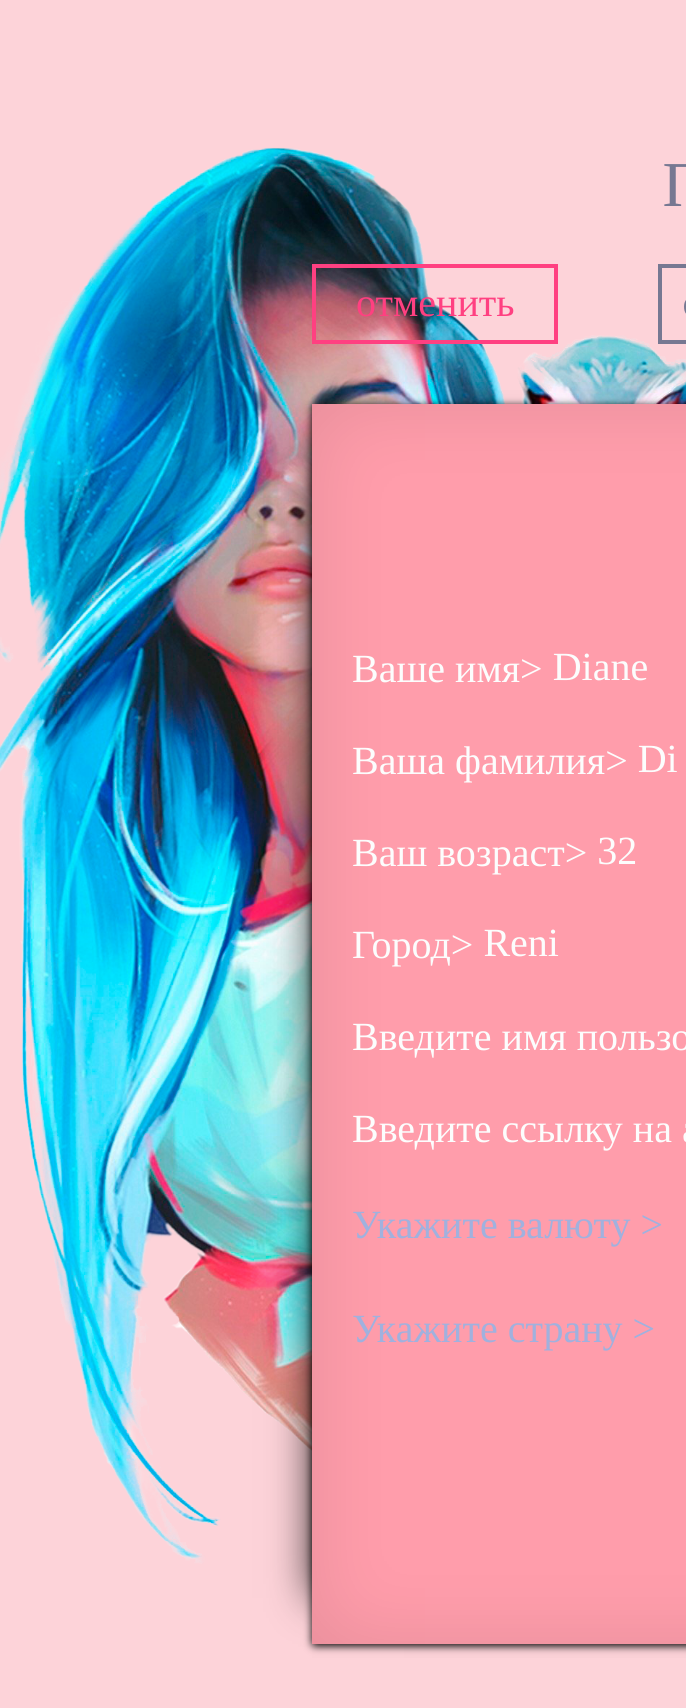 П
отменить
Ваше имя> Diane
Ваша фамилия> Di
Ваш возраст> 32
Город> Reni
Введите имя пользо
Введите ссылку на
Укажите валюту >
Укажите страну >